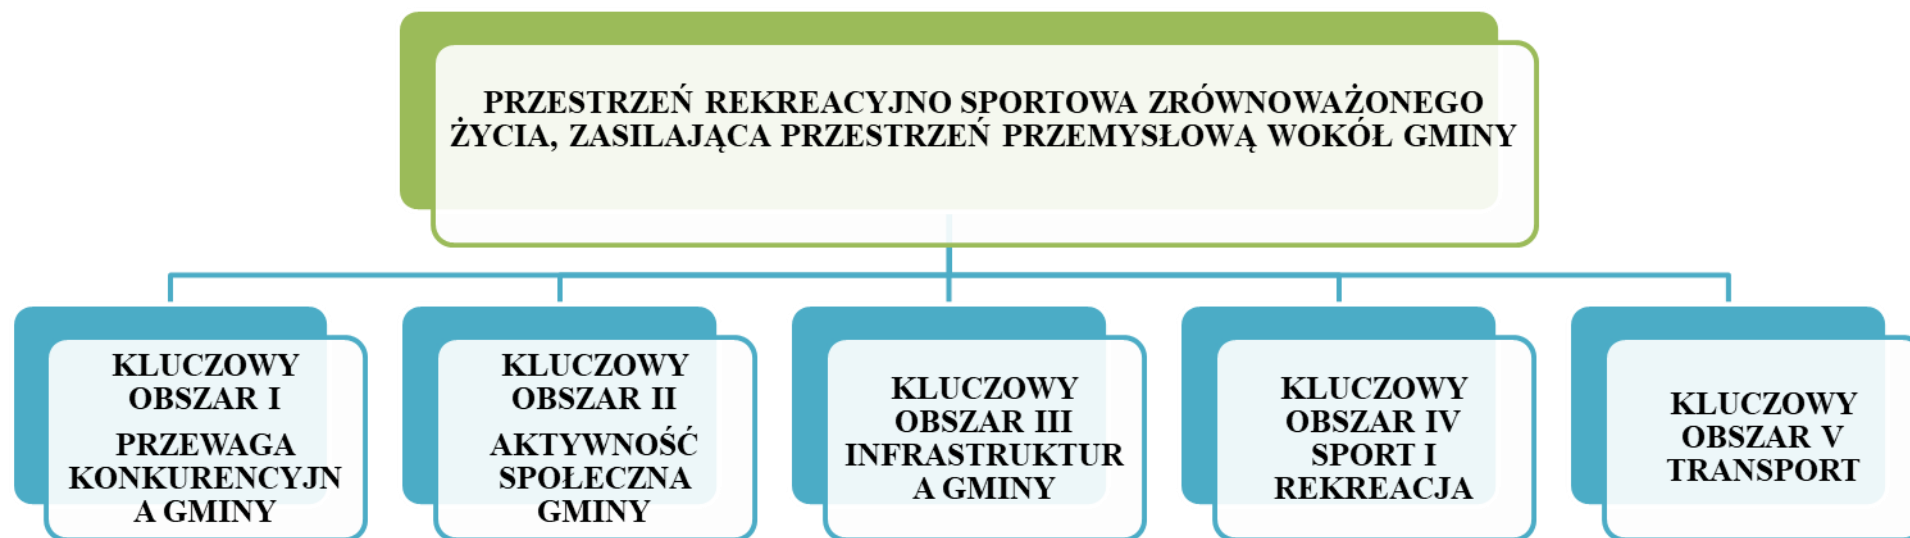 PRZESTRZEŃ REKREACYJNO SPORTOWA ZRÓWNOWAŻONEGO
ŻYCIA, ZASILAJĄCA PRZESTRZEŃ PRZEMYSŁOWĄ WOKÓŁ GMINY
KLUCZOWY
OBSZAR I
PRZEWAGA
KONKURENCYJN
A GMINY
KLUCZOWY
OBSZAR II
AKTYWNOŚĆ
SPOŁECZNA
GMINY
KLUCZOWY
OBSZAR III
INFRASTRUKTUR
A GMINY
KLUCZOWY
OBSZAR IV
SPORT I
REKREACJA
KLUCZOWY
OBSZAR V
TRANSPORT